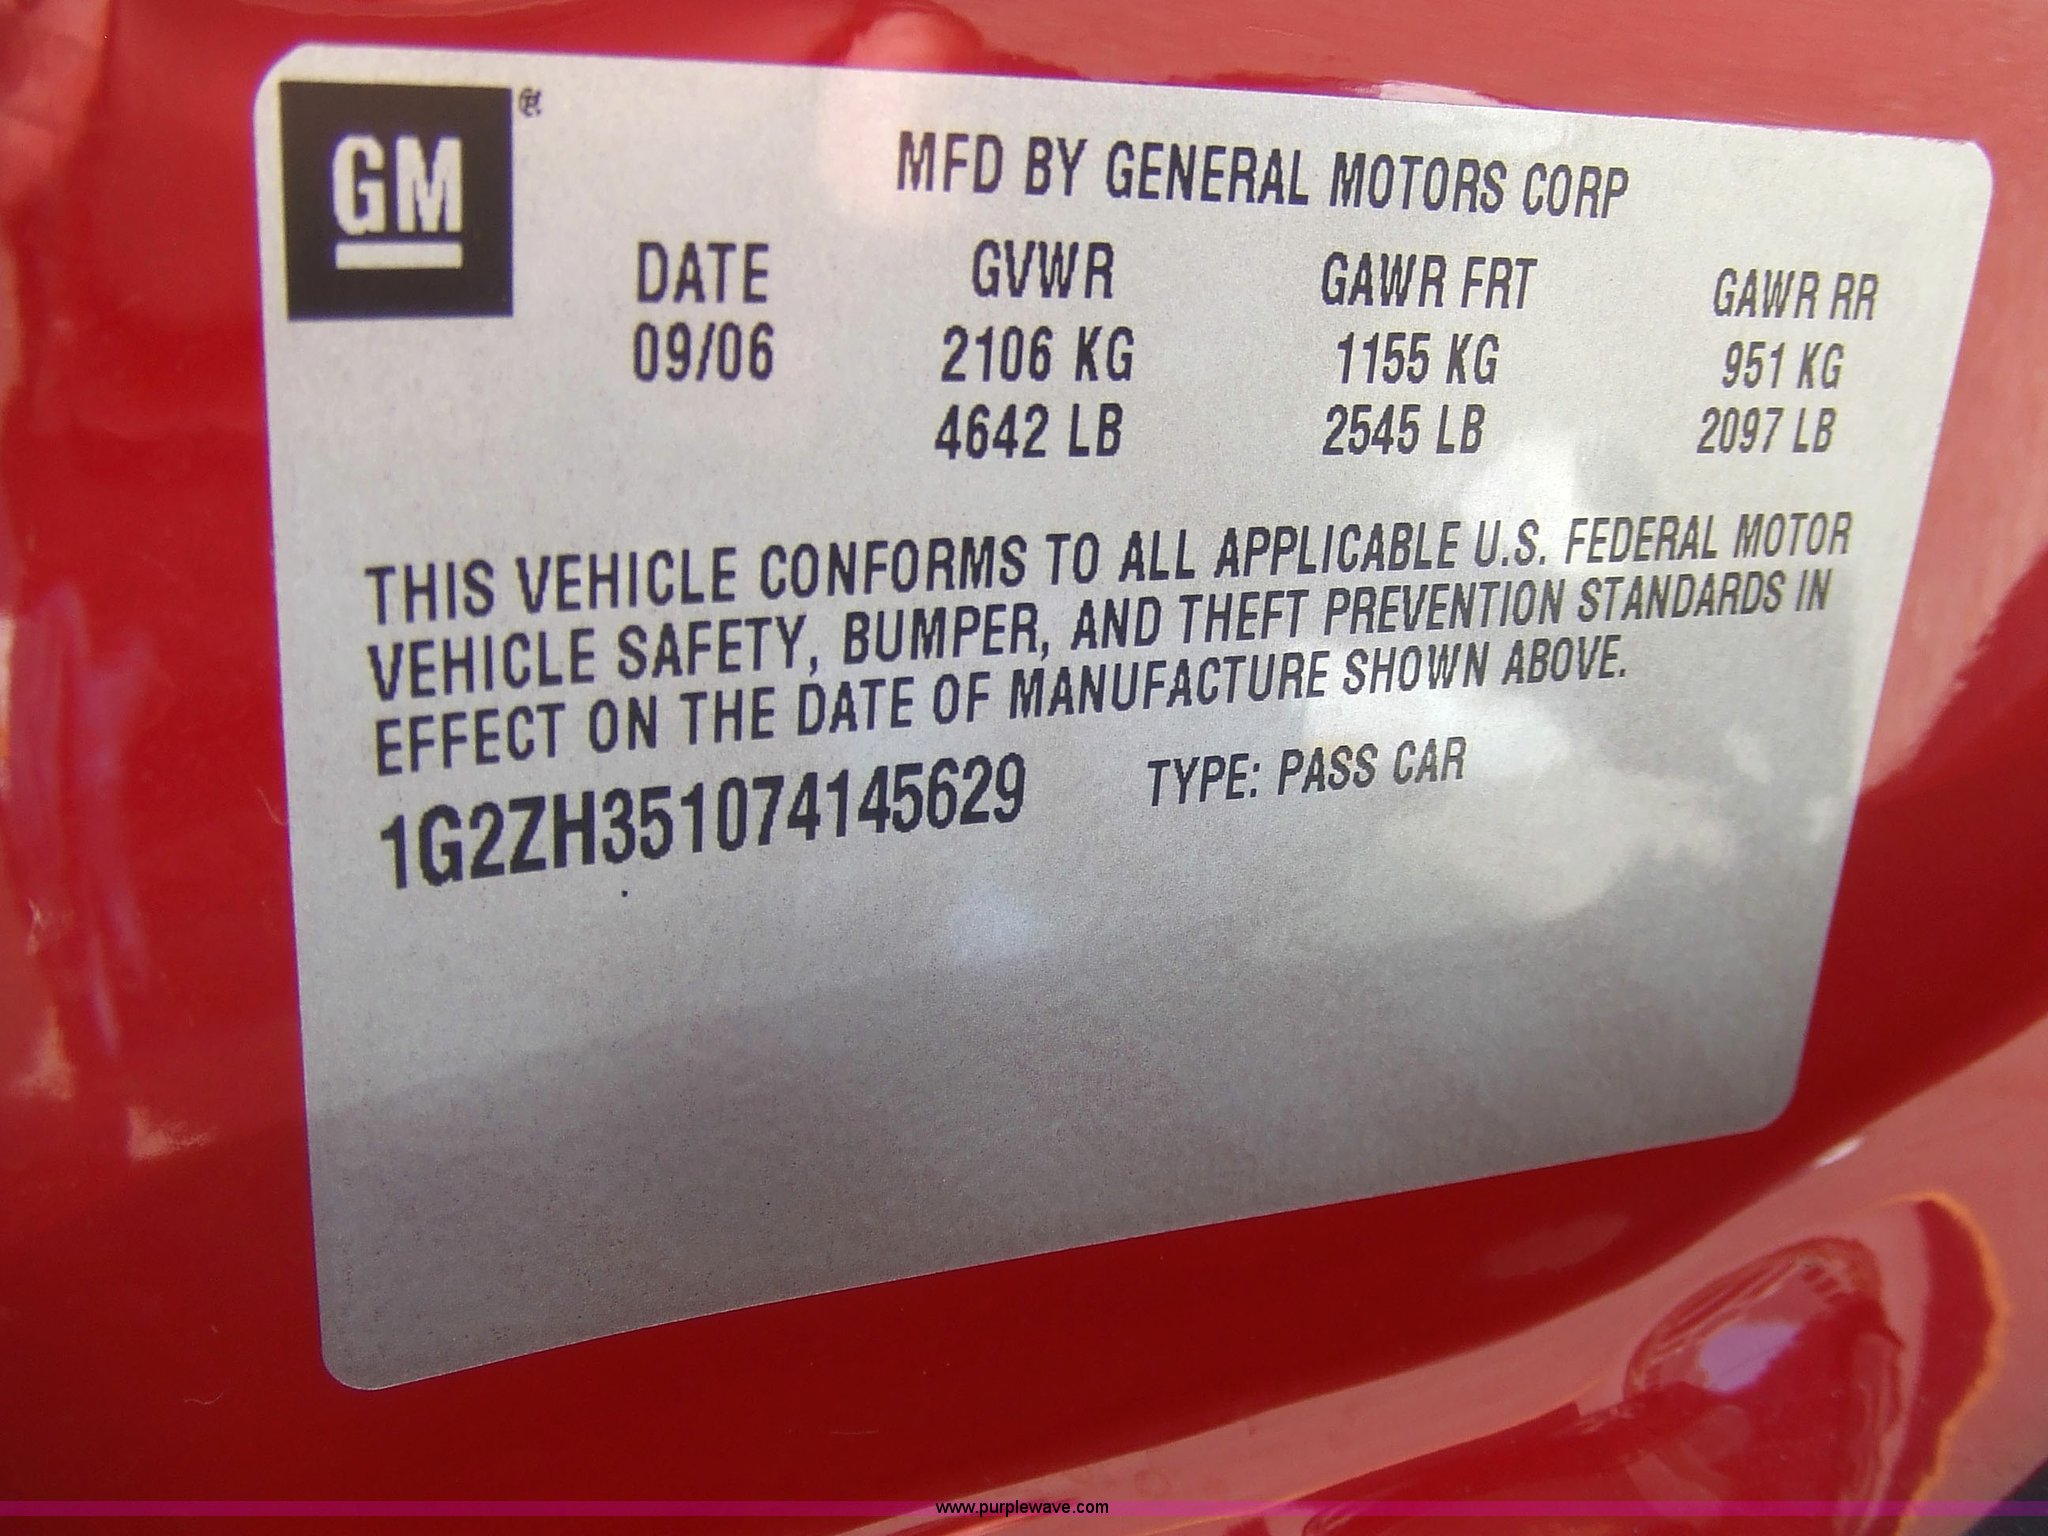 GM®
MFD BY GENERAL MOTORS CORP
DATE GVWR GAWR FRT GAWR RR
09/06 2106 KG 1155 KG 951 KG
4642 LB 2545 LB 2097 LB
THIS VEHICLE CONFORMS TO ALL APPLICABLE U.S. FEDERAL MOTOR
VEHICLE SAFETY, BUMPER, AND THEFT PREVENTION STANDARDS IN
EFFECT ON THE DATE OF MANUFACTURE SHOWN ABOVE.
1G2ZH351074145629 TYPE: PASS CAR
www.purplewave.com